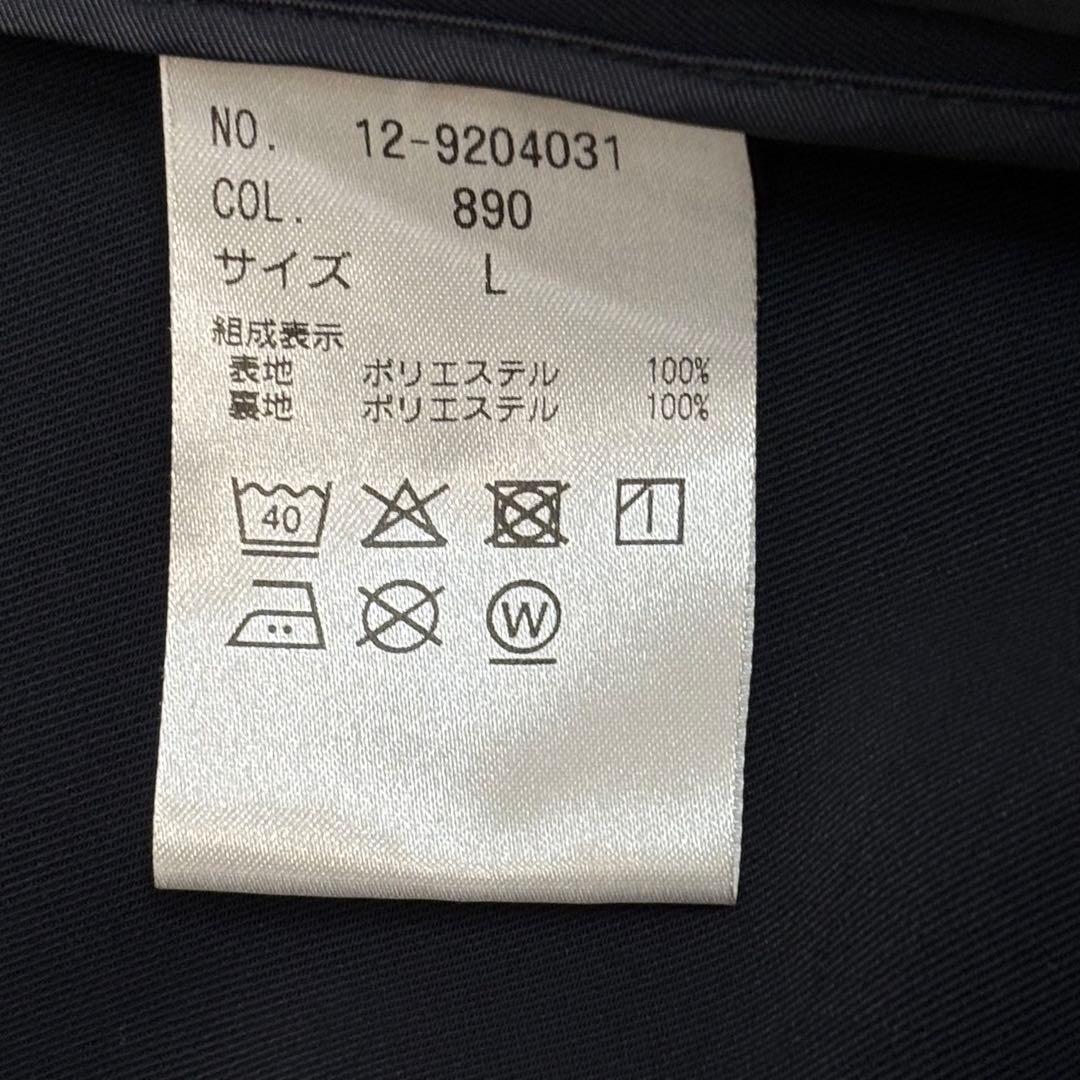 NO. 12-9204031
COL. 890
サイズ L
組成表示
表地 ポリエステル 100%
裏地 ポリエステル 100%
40
W